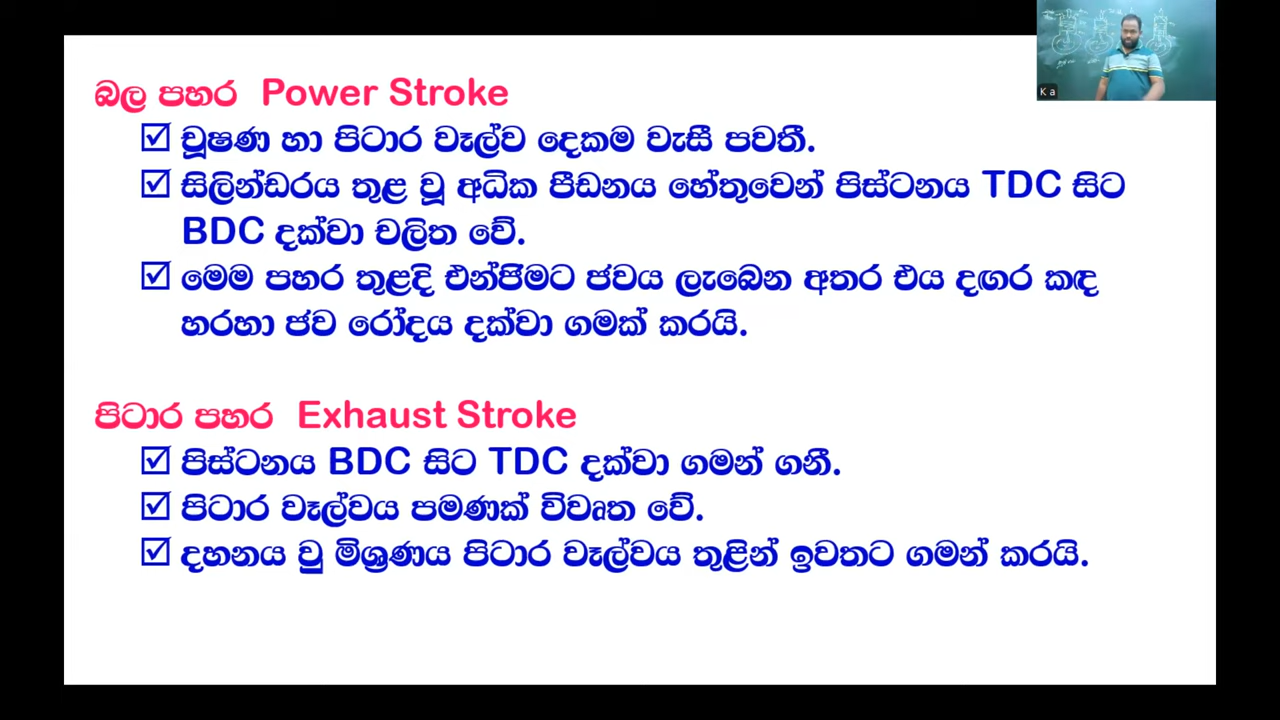 බල පහර Power Stroke
☑ චූෂණ හා පිටාර වෑල්ව දෙකම වැසී පවතී.
☑ සිලින්ඩරය තුළ වූ අධික පීඩනය හේතුවෙන් පිස්ටනය TDC සිට
BDC දක්වා චලිත වේ.
☑ මෙම පහර තුළදි එන්ජිමට ජවය ලැබෙන අතර එය දඟර කඳ
හරහා ජව රෝදය දක්වා ගමක් කරයි.
පිටාර පහර Exhaust Stroke
☑ පිස්ටනය BDC සිට TDC දක්වා ගමන් ගනී.
☑ පිටාර වෑල්වය පමණක් විවෘත වේ.
☑ දහනය වු මිශ්‍රණය පිටාර වෑල්වය තුළින් ඉවතට ගමන් කරයි.
K a